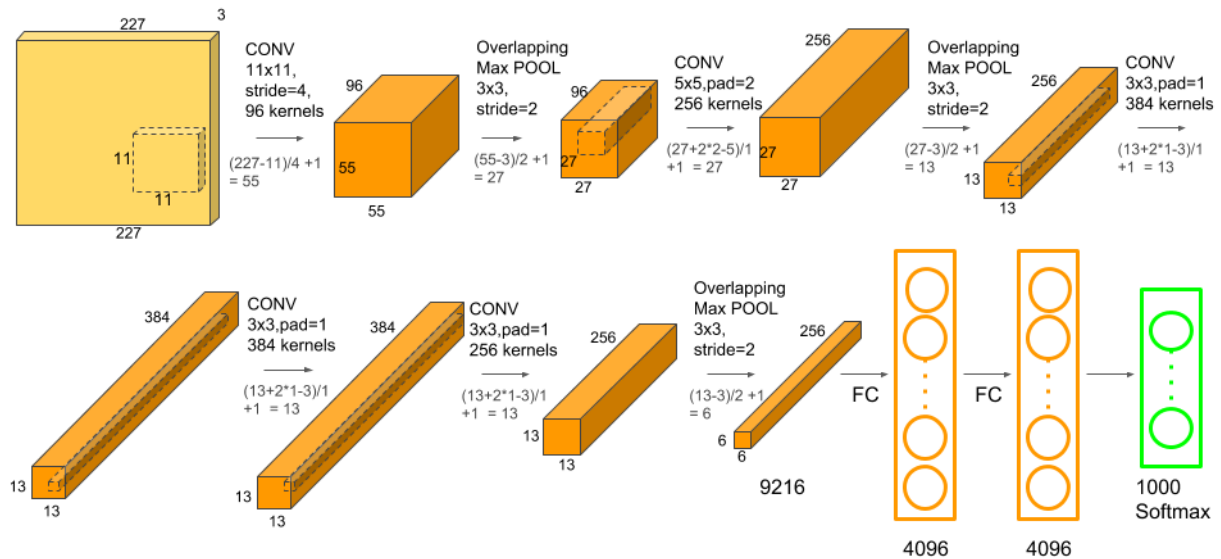 227
3
CONV
11x11,
stride=4,
96 kernels
(227-11)/4 +1
= 55
11
11
227
96
55
55
Overlapping
Max POOL
3x3,
stride=2
(55-3)/2 +1
= 27
96
27
27
CONV
5x5,pad=2
256 kernels
(27+2*2-5)/1
+1 = 27
256
27
27
Overlapping
Max POOL
3x3,
stride=2
(27-3)/2 +1
= 13
256
13
13
CONV
3x3,pad=1
384 kernels
(13+2*1-3)/1
+1 = 13
384
13
13
CONV
3x3,pad=1
384 kernels
(13+2*1-3)/1
+1 = 13
384
13
13
CONV
3x3,pad=1
256 kernels
(13+2*1-3)/1
+1 = 13
256
13
13
Overlapping
Max POOL
3x3,
stride=2
(13-3)/2 +1
= 6
256
6
6
9216
FC
4096
FC
4096
1000
Softmax